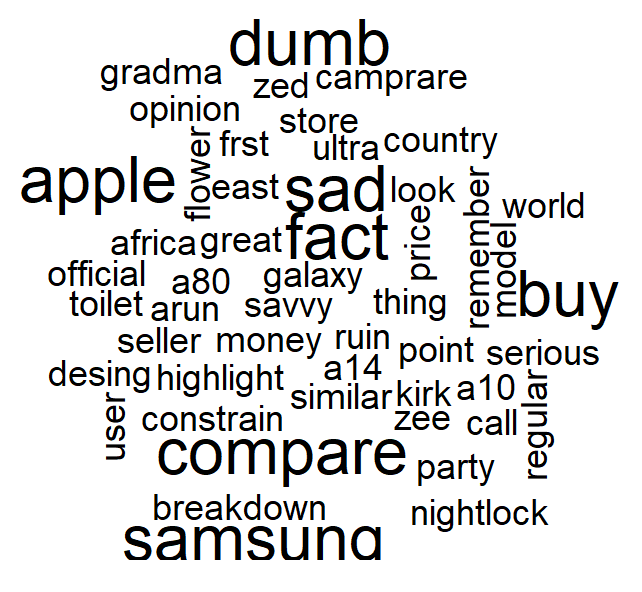 dumb
gradma zed camprare
opinion store
flower frst ultra country
apple east sad look world
africa great fact price remember model
official a80 galaxy buy
toilet arun savvy thing
seller money ruin point serious
desing highlight a14 similar kirk a10 regular
user constrain zee call
compare party
breakdown nightlock
samsung